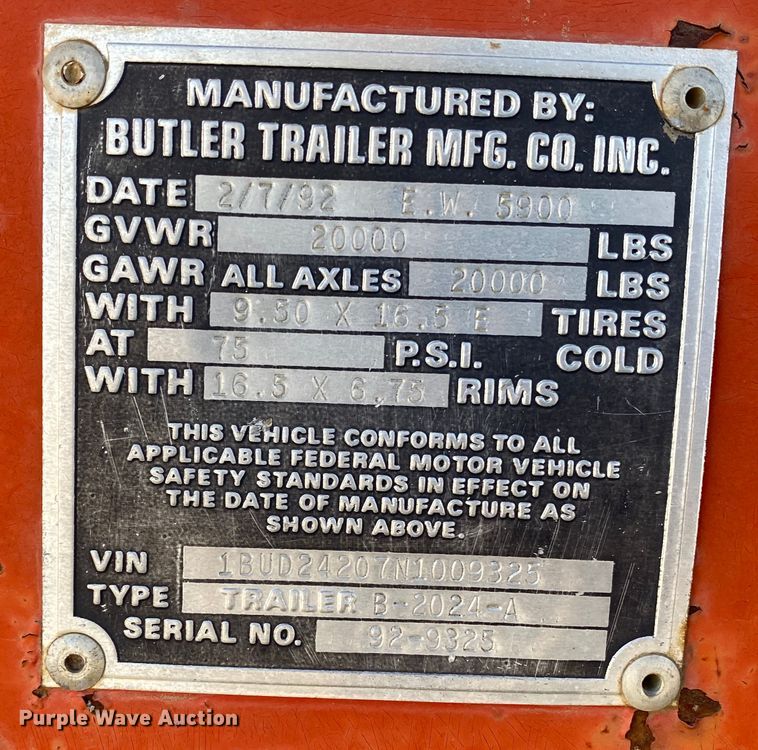 MANUFACTURED BY:
BUTLER TRAILER MFG. CO. INC.
DATE 2/7/92 E.W. 5900
GVWR 20000 LBS
GAWR ALL AXLES 20000 LBS
WITH 9.50 X 16.5 E TIRES
AT 75 P.S.I. COLD
WITH 16.5 X 6.75 RIMS
THIS VEHICLE CONFORMS TO ALL
APPLICABLE FEDERAL MOTOR VEHICLE
SAFETY STANDARDS IN EFFECT ON
THE DATE OF MANUFACTURE AS
SHOWN ABOVE.
VIN 1BUD24207N1009325
TYPE TRAILER B-2024-A
SERIAL NO. 92-9325
Purple Wave Auction